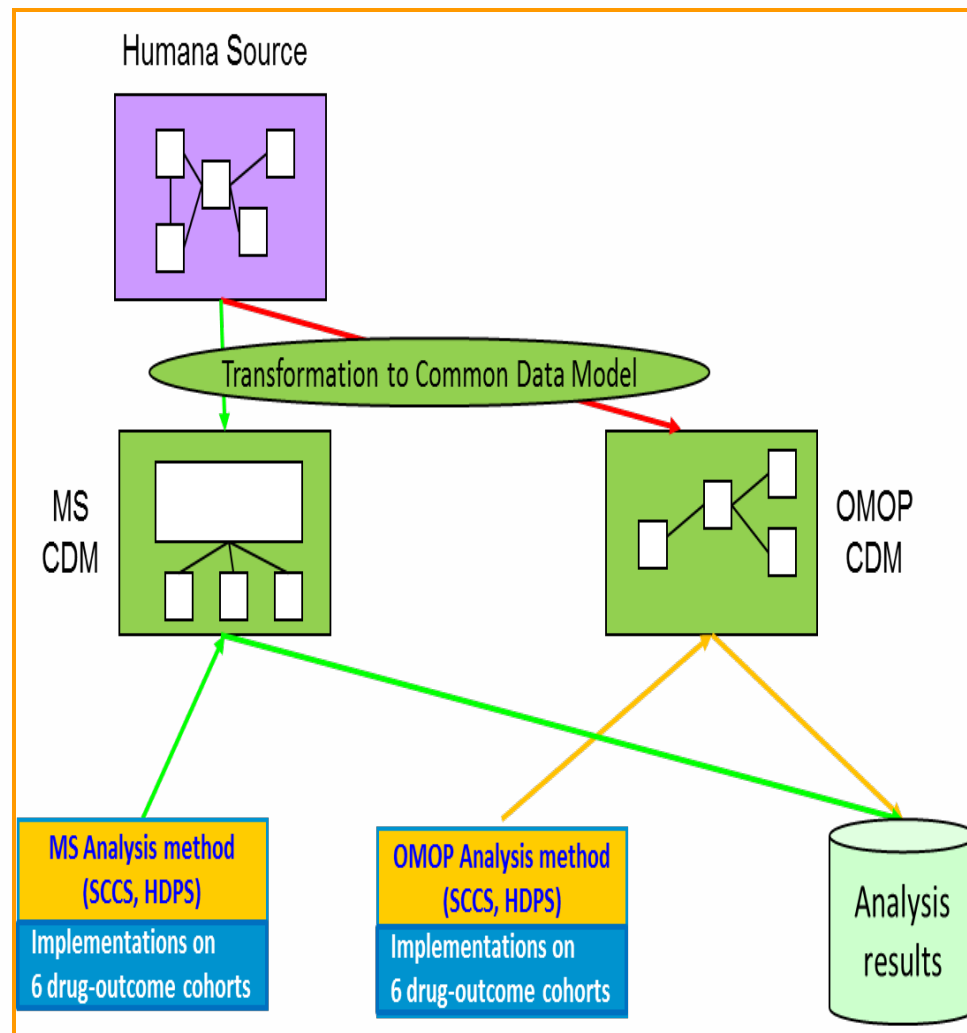 Humana Source
Transformation to Common Data Model
MS
CDM
OMOP
CDM
MS Analysis method
(SCCS, HDPS)
Implementations on
6 drug-outcome cohorts
OMOP Analysis method
(SCCS, HDPS)
Implementations on
6 drug-outcome cohorts
Analysis
results